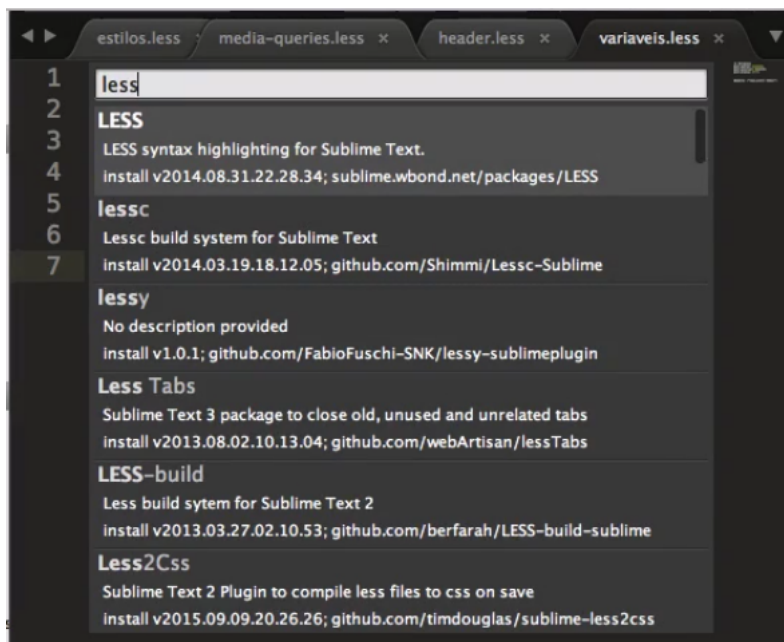 estilos.less media-queries.less × header.less × variaveis.less ×
1
2
3
4
5
6
7
less
LESS
LESS syntax highlighting for Sublime Text.
install v2014.08.31.22.28.34; sublime.wbond.net/packages/LESS
lessc
Lessc build system for Sublime Text
install v2014.03.19.18.12.05; github.com/Shimmi/Lessc-Sublime
lessy
No description provided
install v1.0.1; github.com/FabioFuschi-SNK/lessy-sublimeplugin
Less Tabs
Sublime Text 3 package to close old, unused and unrelated tabs
install v2013.08.02.10.13.04; github.com/webArtisan/lessTabs
LESS-build
Less build sytem for Sublime Text 2
install v2013.03.27.02.10.53; github.com/berfarah/LESS-build-sublime
Less2Css
Sublime Text 2 Plugin to compile less files to css on save
install v2015.09.09.20.26.26; github.com/timdouglas/sublime-less2css